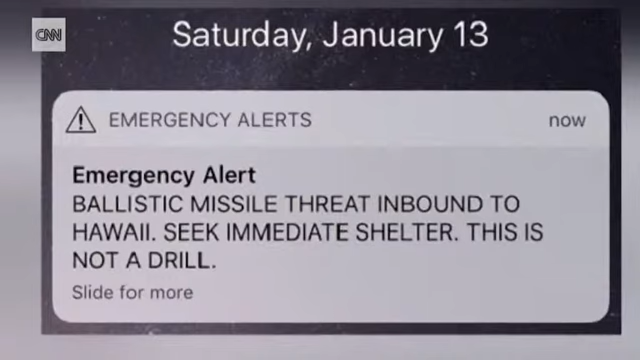 CNN
Saturday, January 13
EMERGENCY ALERTS now
Emergency Alert
BALLISTIC MISSILE THREAT INBOUND TO
HAWAII. SEEK IMMEDIATE SHELTER. THIS IS
NOT A DRILL.
Slide for more